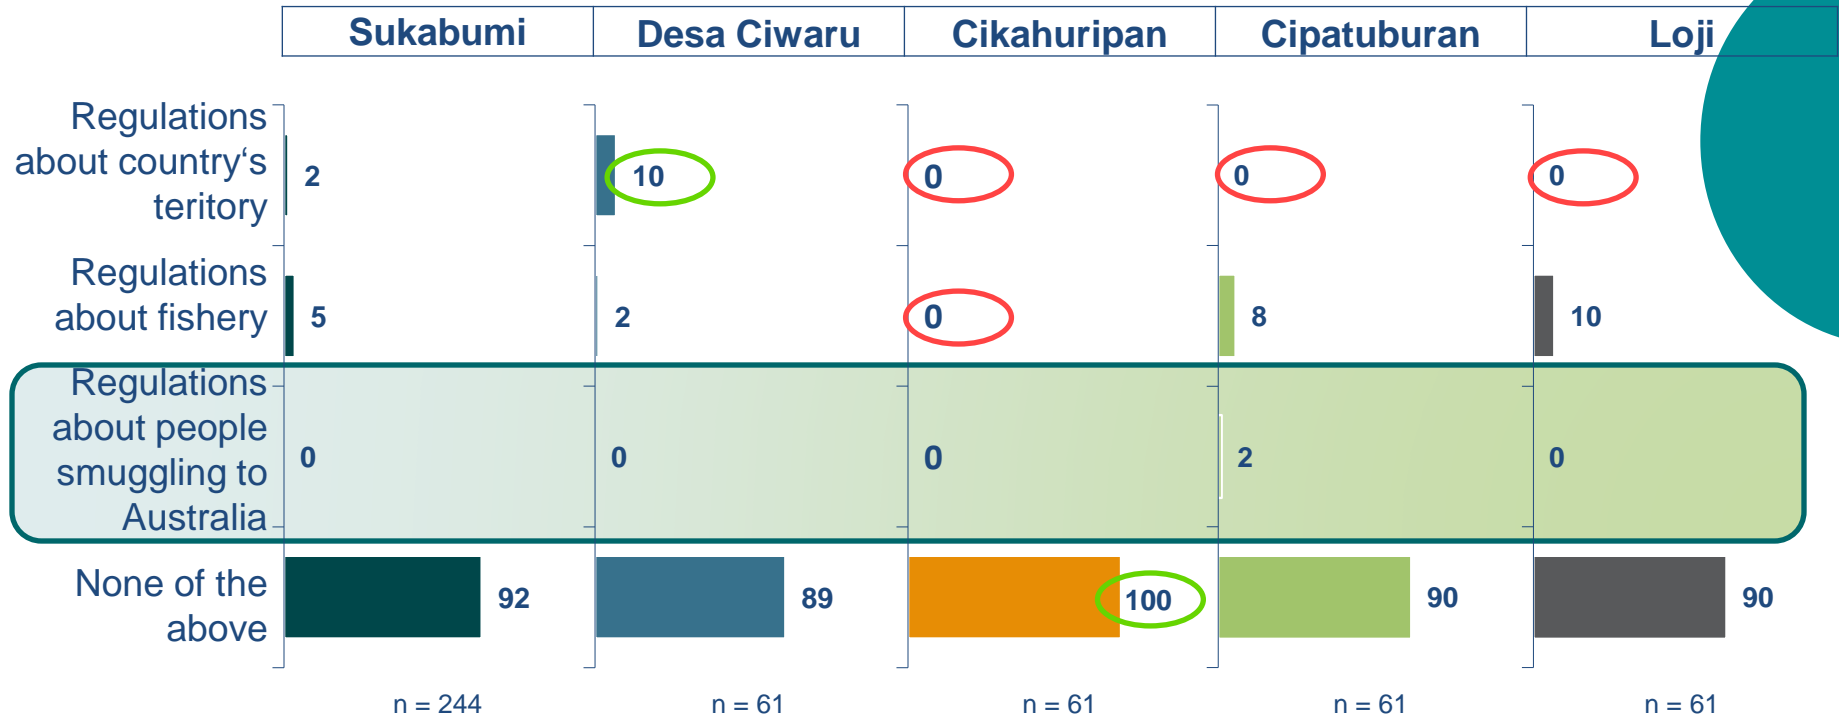 Sukabumi Desa Ciwaru Cikahuripan Cipatuburan Loji
Regulations
about country‘s
teritory
2 10 0 0 0
Regulations
about fishery
5 2 0 8 10
Regulations
about people
smuggling to
Australia
0 0 0 2 0
None of the
above
92 89 100 90 90
n = 244 n = 61 n = 61 n = 61 n = 61